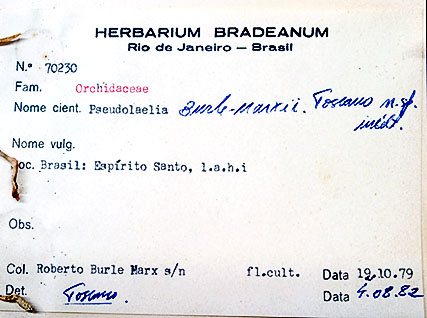 HERBARIUM BRADEANUM
Rio de Janeiro — Brasil
N.º 70230
Fam. Orchidaceae
Nome cient. Pseudolaelia Burle-Marxii. Toscano n.sp.
inédt.
Nome vulg.
oc. Brasil: Espírito Santo, l.a.h.i
Obs.
Col. Roberto Burle Marx s/n fl.cult. Data 19.10.79
Det. Toscano. Data 4.08.82